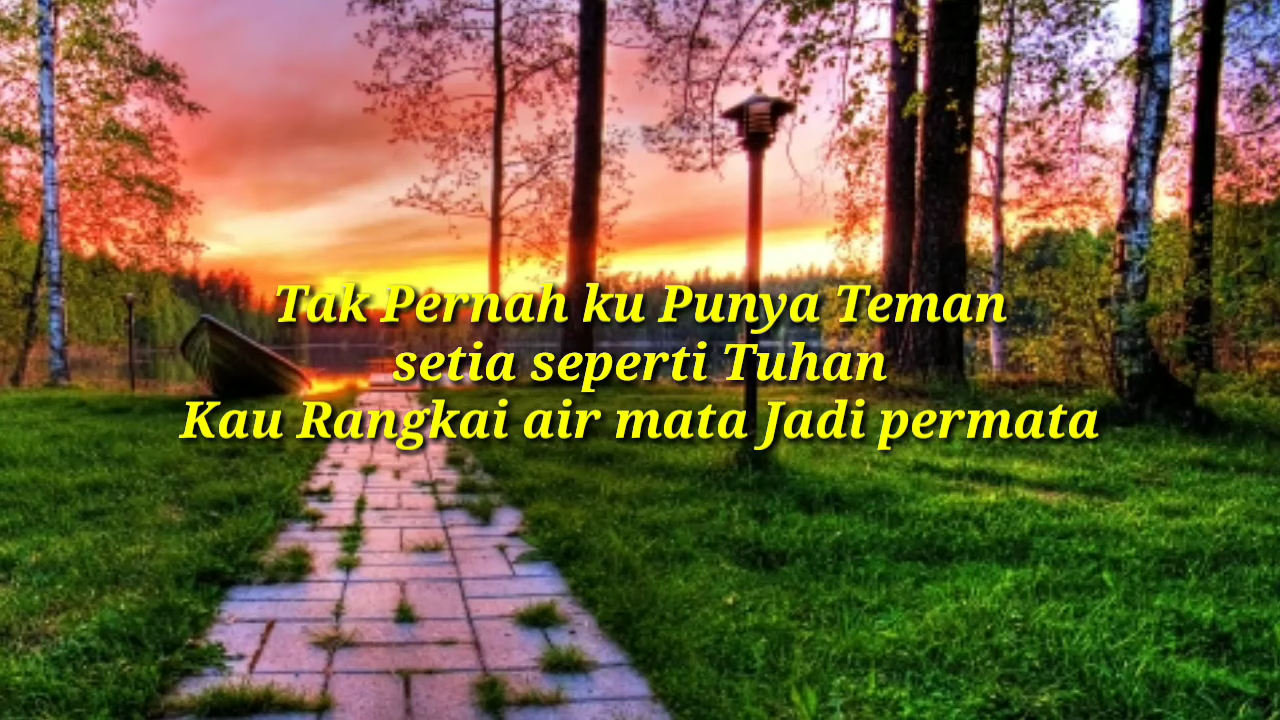 Tak Pernah ku Punya Teman
setia seperti Tuhan
Kau Rangkai air mata Jadi permata